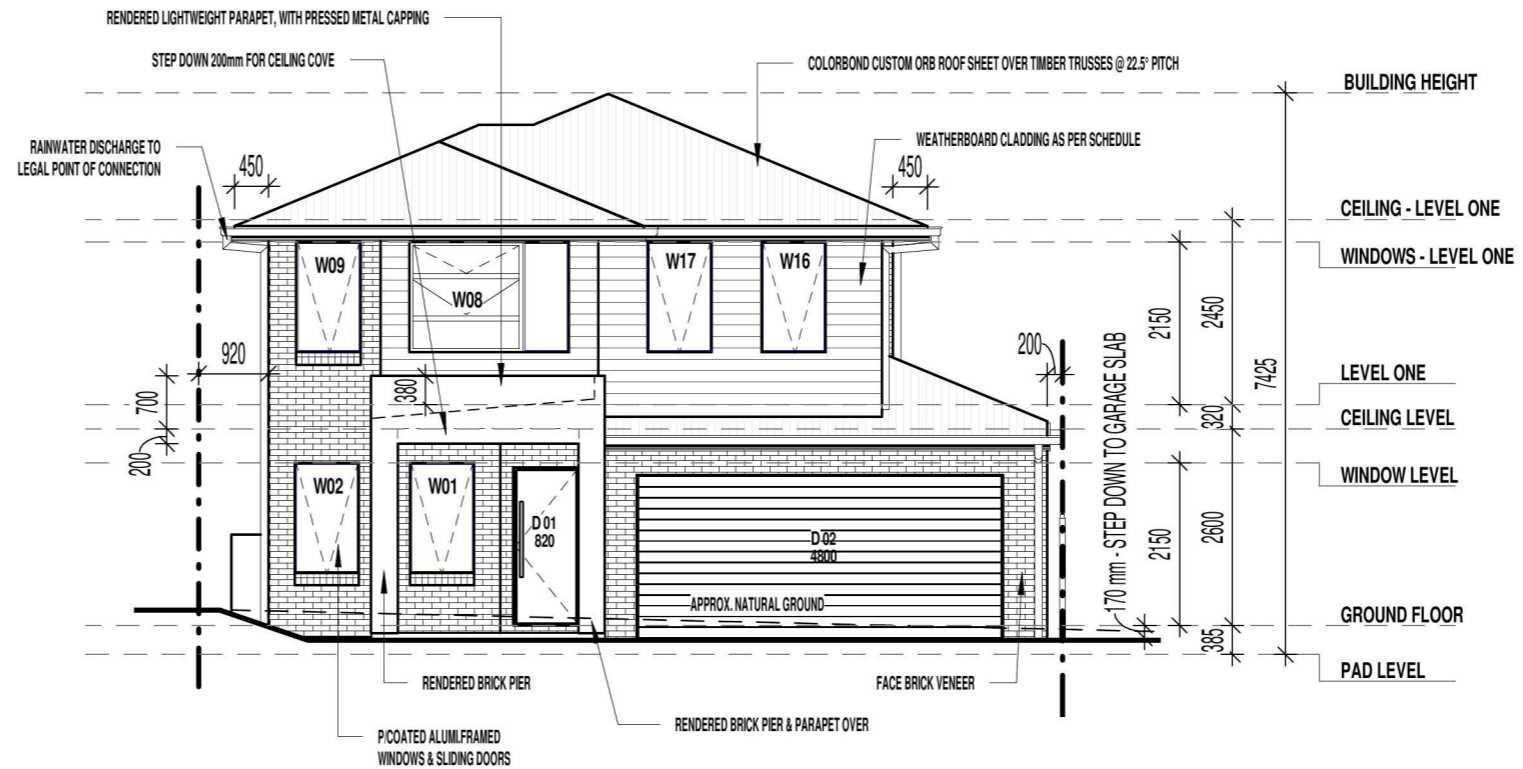 RENDERED LIGHTWEIGHT PARAPET, WITH PRESSED METAL CAPPING
STEP DOWN 200mm FOR CEILING COVE
COLORBOND CUSTOM ORB ROOF SHEET OVER TIMBER TRUSSES @ 22.5° PITCH
BUILDING HEIGHT
RAINWATER DISCHARGE TO
LEGAL POINT OF CONNECTION
WEATHERBOARD CLADDING AS PER SCHEDULE
450
450
CEILING - LEVEL ONE
WINDOWS - LEVEL ONE
W09
W08
W17
W16
2150
2450
7425
920
200
700
380
LEVEL ONE
320
CEILING LEVEL
200
WINDOW LEVEL
W02
W01
D 01
820
D 02
4800
170 mm - STEP DOWN TO GARAGE SLAB
2150
2600
APPROX. NATURAL GROUND
GROUND FLOOR
385
PAD LEVEL
RENDERED BRICK PIER
FACE BRICK VENEER
RENDERED BRICK PIER & PARAPET OVER
P/COATED ALUMI.FRAMED
WINDOWS & SLIDING DOORS